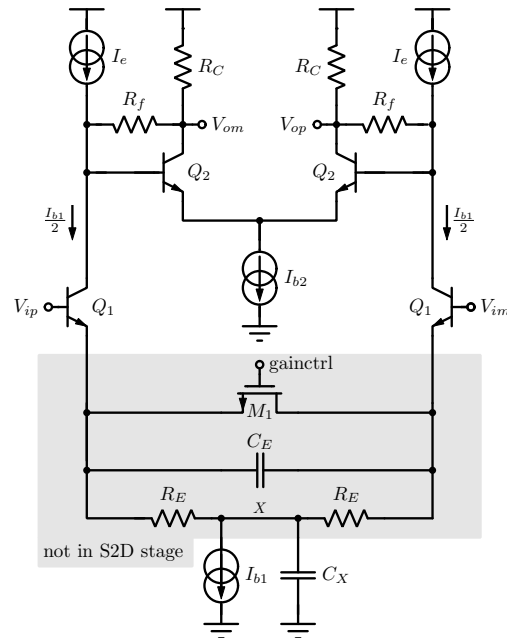 I_e R_C R_C I_e
R_f R_f
V_om V_op
Q_2 Q_2
I_b1/2 I_b1/2
I_b2
V_ip Q_1 Q_1 V_im
gainctrl
M_1
C_E
R_E X R_E
not in S2D stage
I_b1 C_X